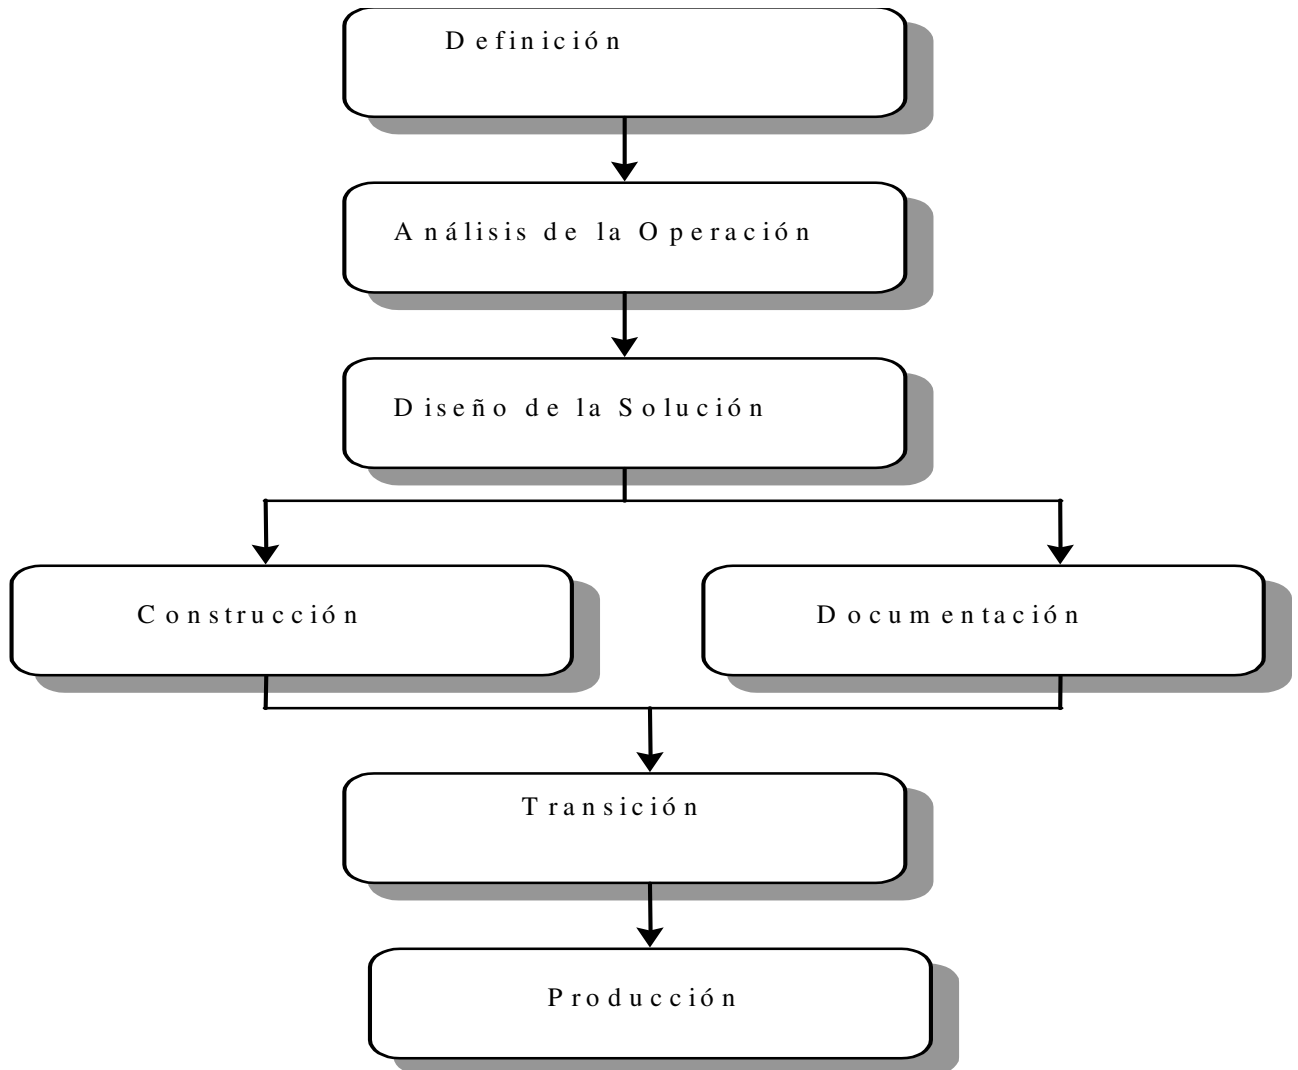 Definición
Análisis de la Operación
Diseño de la Solución
Construcción
Documentación
Transición
Producción